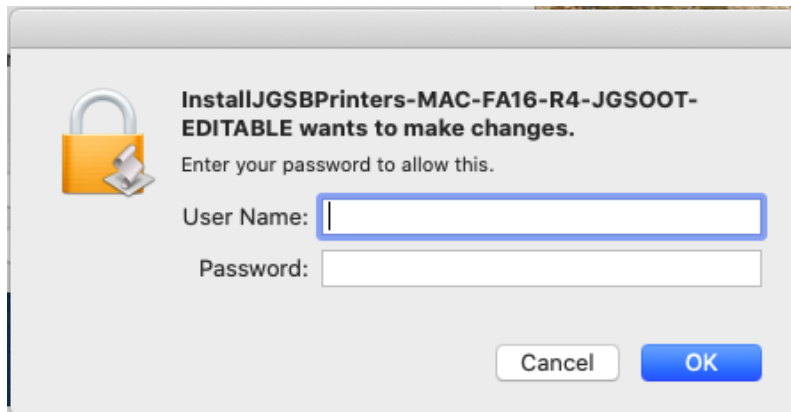 InstallJGSBPrinters-MAC-FA16-R4-JGSOOT-
EDITABLE wants to make changes.
Enter your password to allow this.
User Name:
Password:
Cancel OK